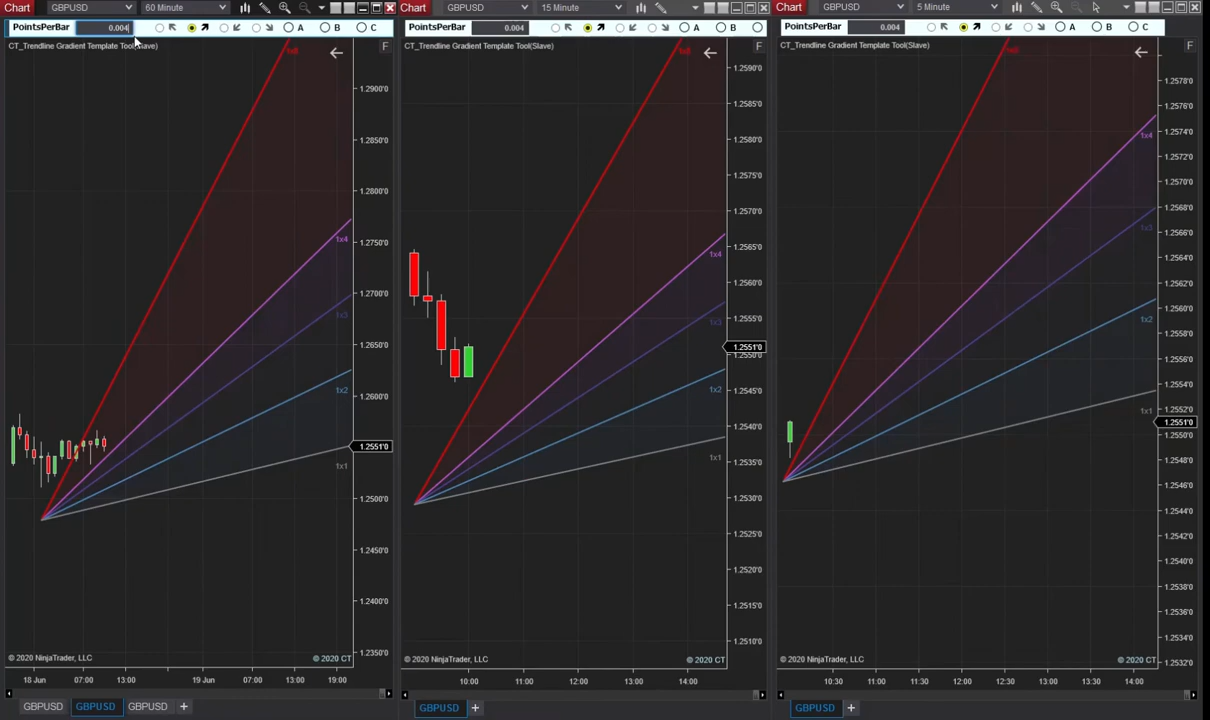 Chart GBPUSD 60 Minute
PointsPerBar 0.004 A B C
CT_Trendline Gradient Template Tool(Slave) F
1x8
1.2900'0
1.2850'0
1.2800'0
1.2750'0
1x4
1.2700'0
1x3
1.2650'0
1x2
1.2600'0
1.2551'0
1x1
1.2500'0
1.2450'0
1.2400'0
1.2350'0
© 2020 NinjaTrader, LLC © 2020 CT
18 Jun 07:00 13:00 19 Jun 07:00 13:00 19:00
GBPUSD GBPUSD GBPUSD +
Chart GBPUSD 15 Minute
PointsPerBar 0.004 A B
CT_Trendline Gradient Template Tool(Slave) F
1x8
1.2590'0
1.2585'0
1.2580'0
1.2575'0
1.2570'0
1.2565'0
1x4
1.2560'0
1.2555'0
1x3
1.2551'0
1.2550'0
1x2
1.2545'0
1.2540'0
1x1
1.2535'0
1.2530'0
1.2525'0
1.2520'0
1.2515'0
1.2510'0
© 2020 NinjaTrader, LLC © 2020 CT
10:00 11:00 12:00 13:00 14:00
GBPUSD +
Chart GBPUSD 5 Minute
PointsPerBar 0.004 A B C
CT_Trendline Gradient Template Tool(Slave) F
1x8
1.2578'0
1.2576'0
1x4
1.2574'0
1.2572'0
1.2570'0
1.2568'0
1x3
1.2566'0
1.2564'0
1.2562'0
1.2560'0
1x2
1.2558'0
1.2556'0
1.2554'0
1x1
1.2552'0
1.2551'0
1.2550'0
1.2548'0
1.2546'0
1.2544'0
1.2542'0
1.2540'0
1.2538'0
1.2536'0
1.2534'0
1.2532'0
© 2020 NinjaTrader, LLC © 2020 CT
10:30 11:00 11:30 12:00 12:30 13:00 13:30 14:00
GBPUSD +